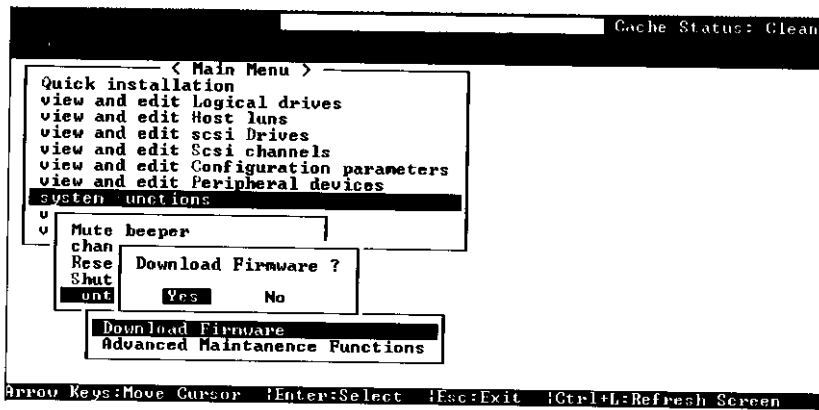 Cache Status: Clean
< Main Menu >
Quick installation
view and edit Logical drives
view and edit Host luns
view and edit scsi Drives
view and edit Scsi channels
view and edit Configuration parameters
view and edit Peripheral devices
system unctions
v
v
Mute beeper
chan
Rese
Shut
ont
Download Firmware ?
Yes No
Download Firmware
Advanced Maintanence Functions
Arrow Keys:Move Cursor |Enter:Select |Esc:Exit |Ctrl+L:Refresh Screen